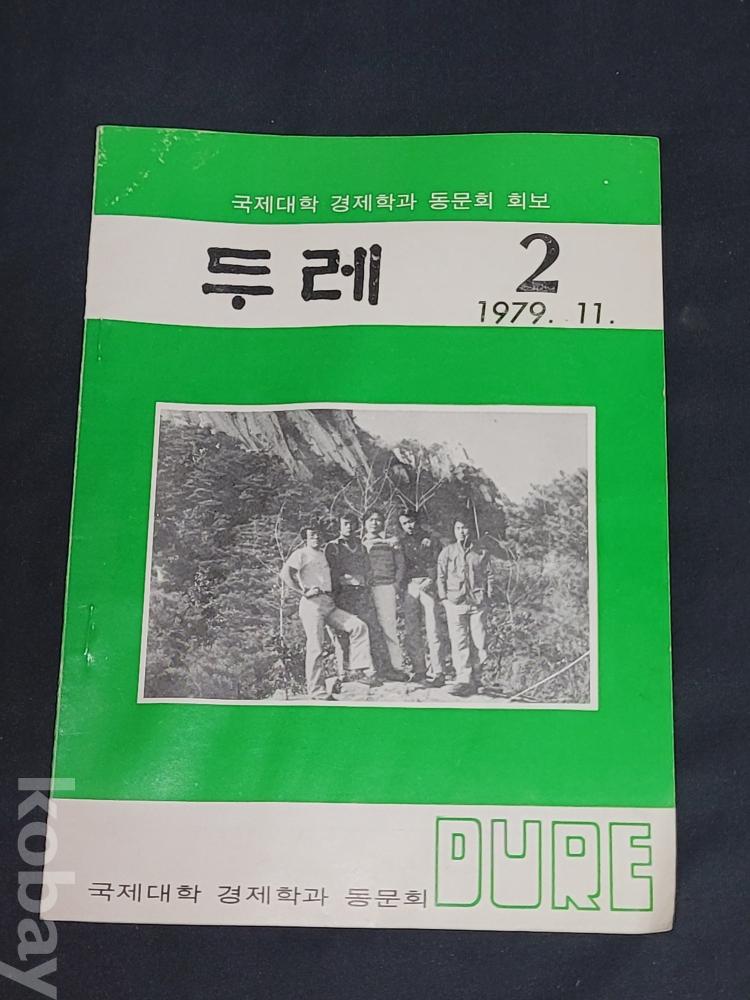 국제대학 경제학과 동문회 회보
두레 2
1979. 11.
국제대학 경제학과 동문회
DURE
kobay